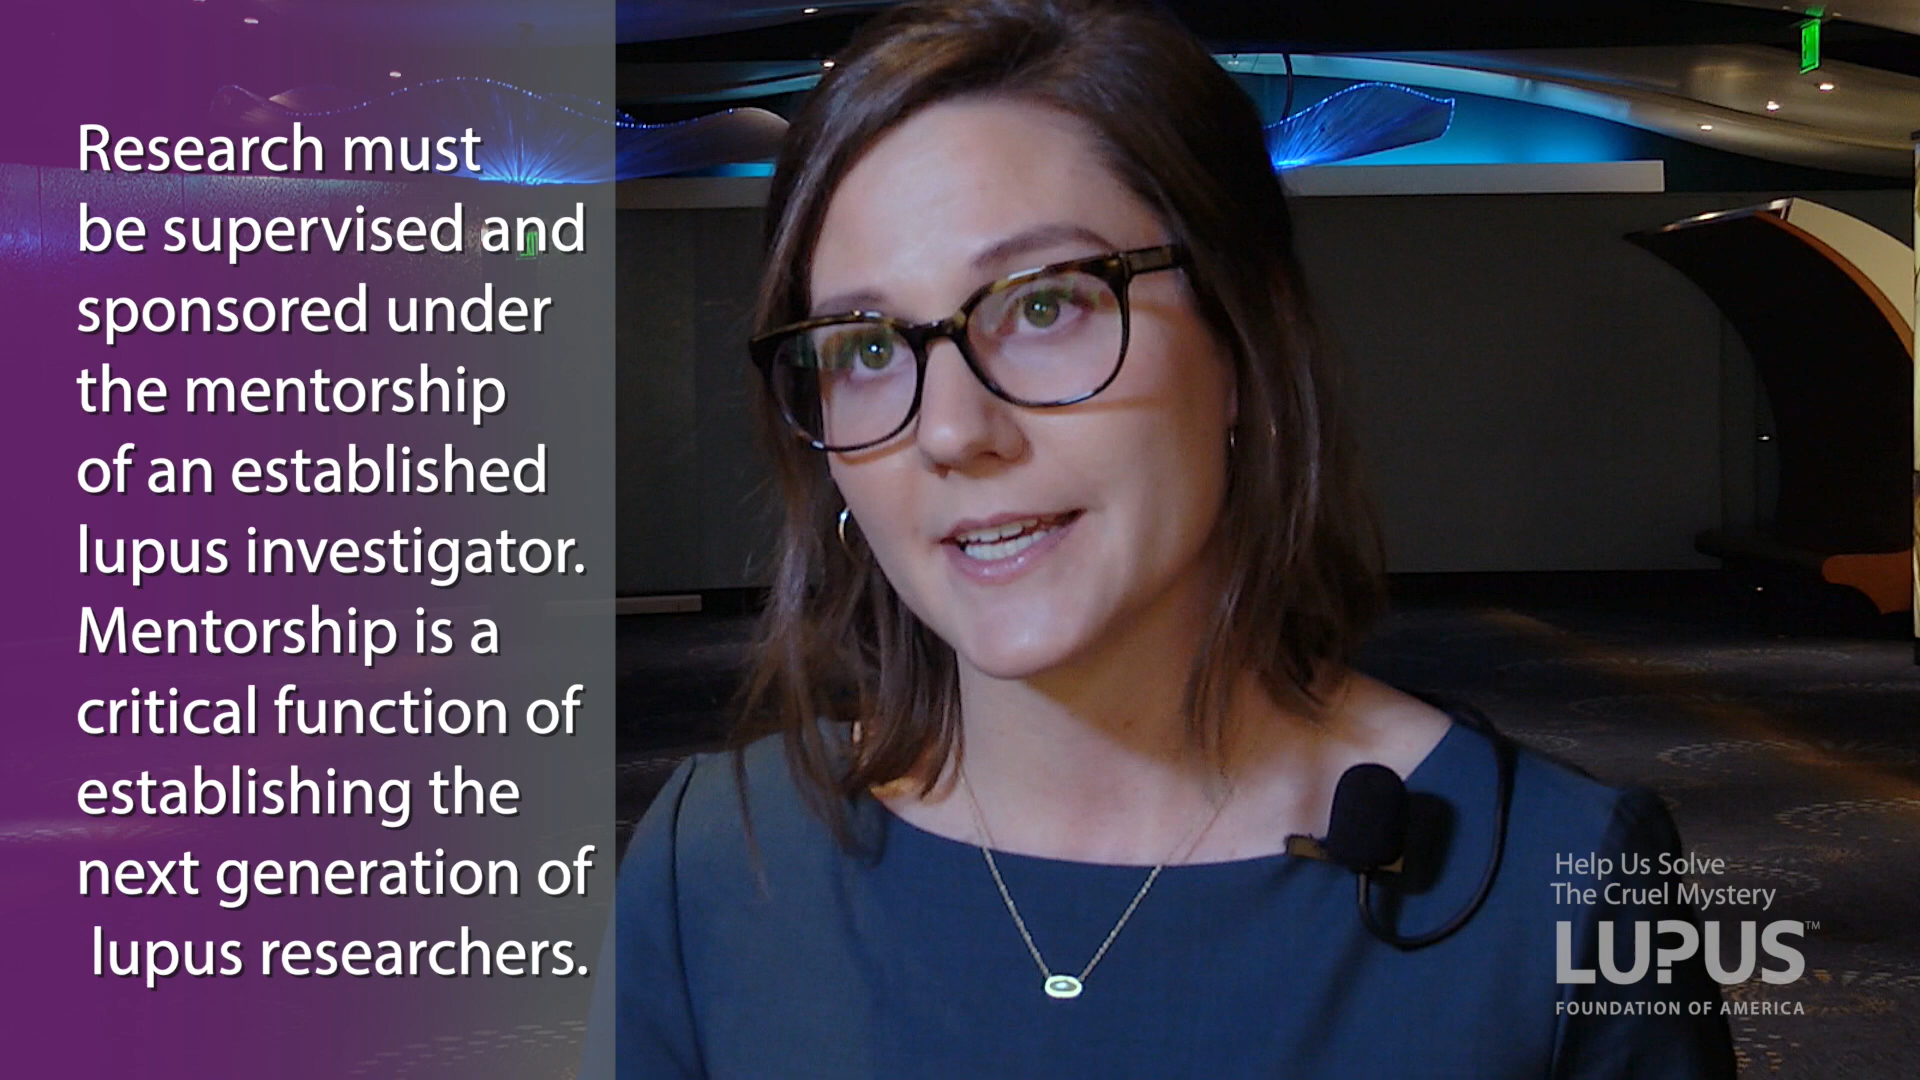 Research must
be supervised and
sponsored under
the mentorship
of an established
lupus investigator.
Mentorship is a
critical function of
establishing the
next generation of
lupus researchers.
Help Us Solve
The Cruel Mystery
LUPUS™
FOUNDATION OF AMERICA